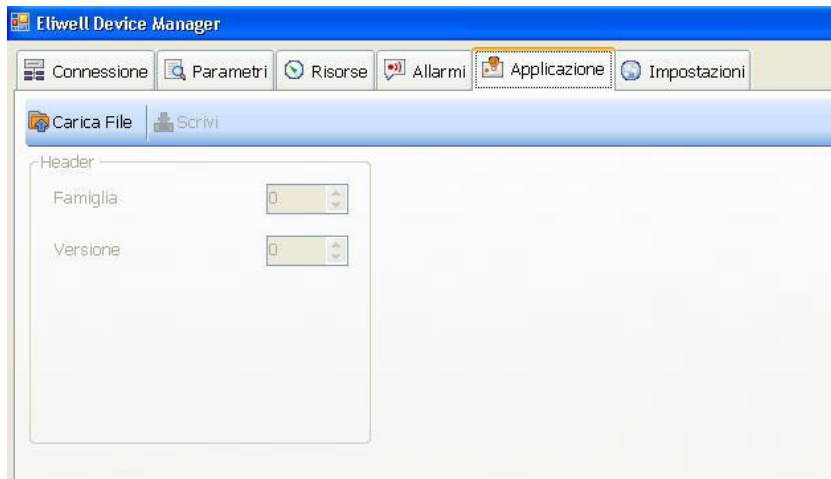 Eliwell Device Manager
Connessione Parametri Risorse Allarmi Applicazione Impostazioni
Carica File Scrivi
Header
Famiglia 0
Versione 0